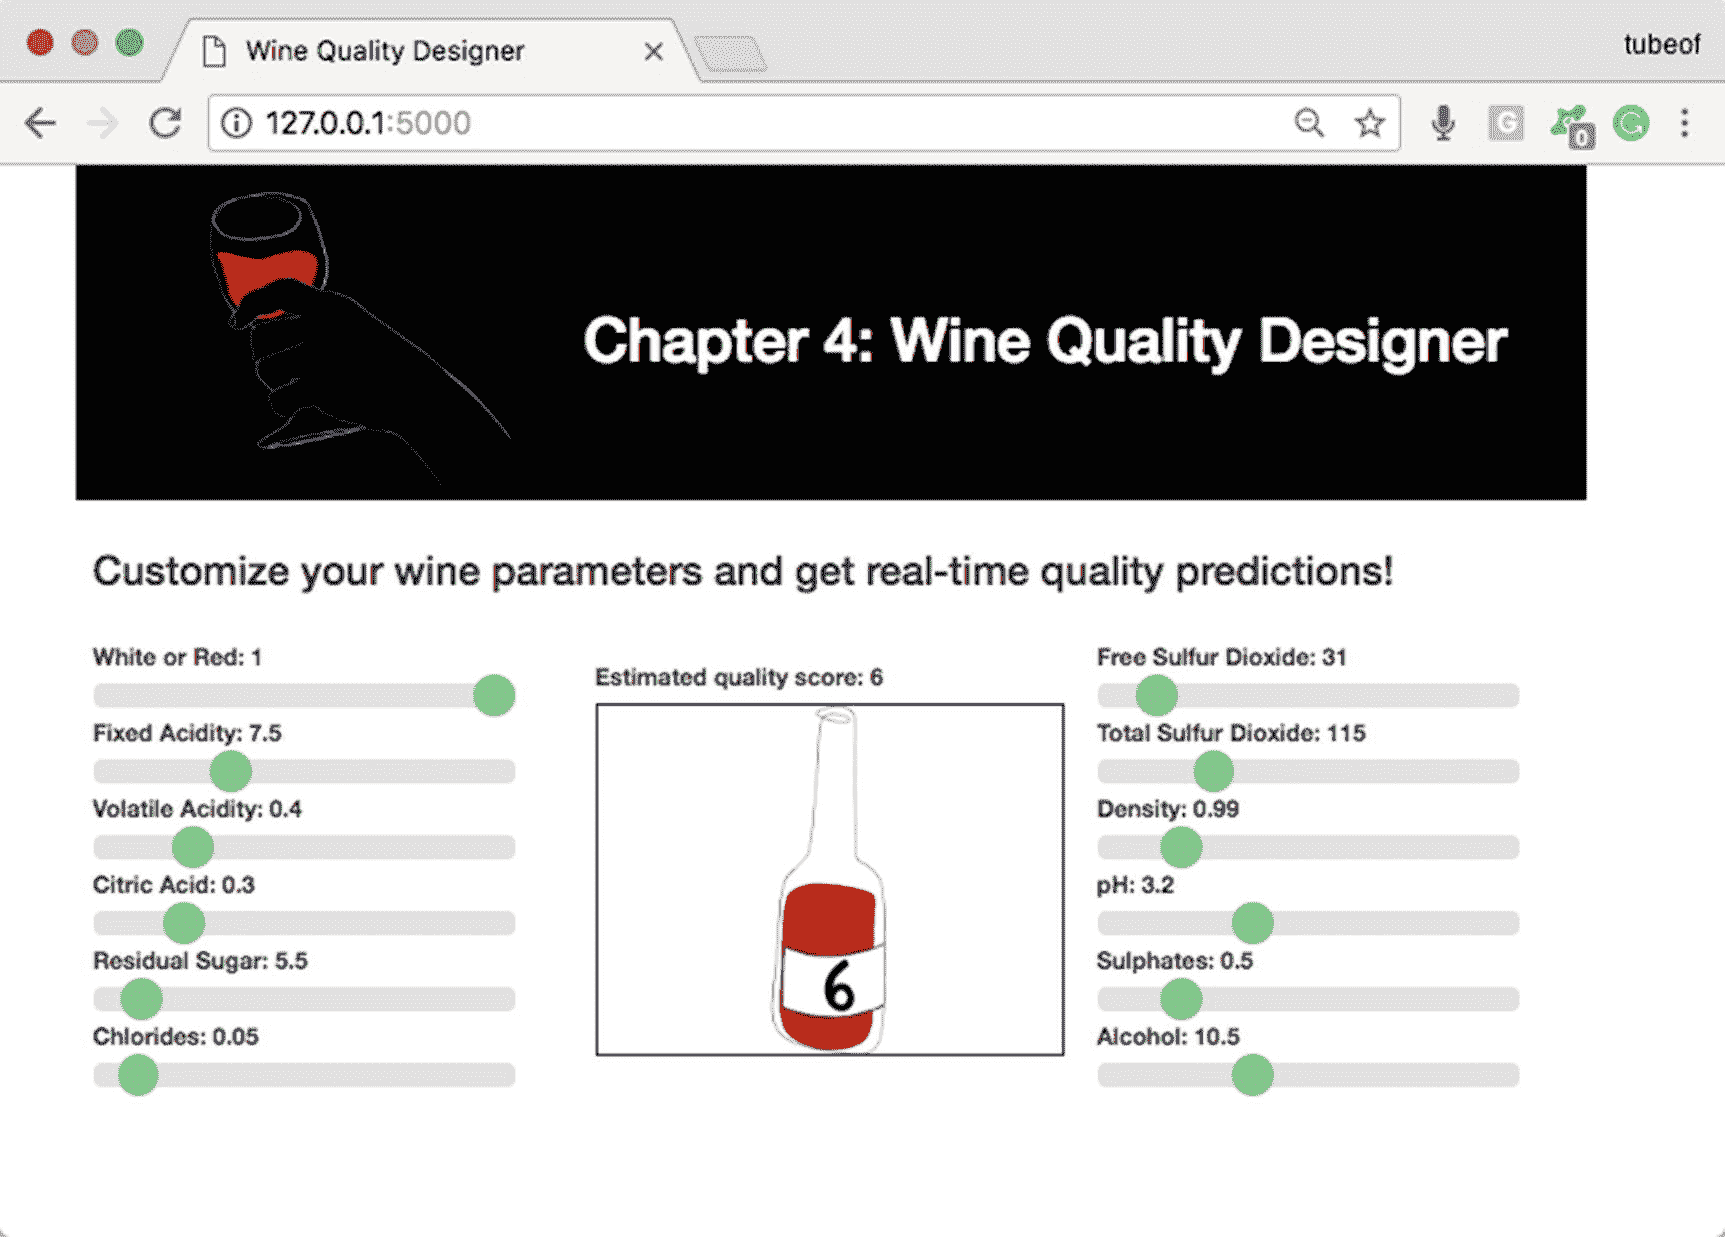 Wine Quality Designer
tubeof
127.0.0.1:5000
G
0
Chapter 4: Wine Quality Designer
Customize your wine parameters and get real-time quality predictions!
White or Red: 1
Fixed Acidity: 7.5
Volatile Acidity: 0.4
Citric Acid: 0.3
Residual Sugar: 5.5
Chlorides: 0.05
Estimated quality score: 6
6
Free Sulfur Dioxide: 31
Total Sulfur Dioxide: 115
Density: 0.99
pH: 3.2
Sulphates: 0.5
Alcohol: 10.5